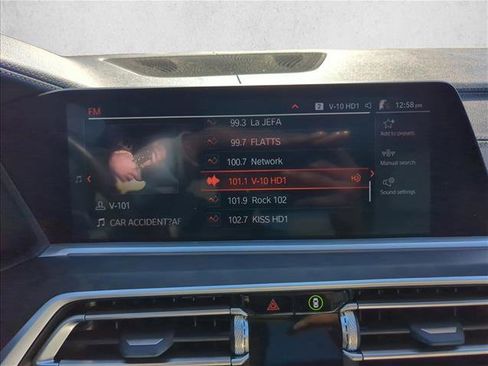 FM
2 V-10 HD1 12:58 pm
99.3 La JEFA
99.7 FLATTS
100.7 Network
101.1 V-10 HD1
101.9 Rock 102
102.7 KISS HD1
V-101
CAR ACCIDENT?AF
Add to presets
Manual search
Sound settings